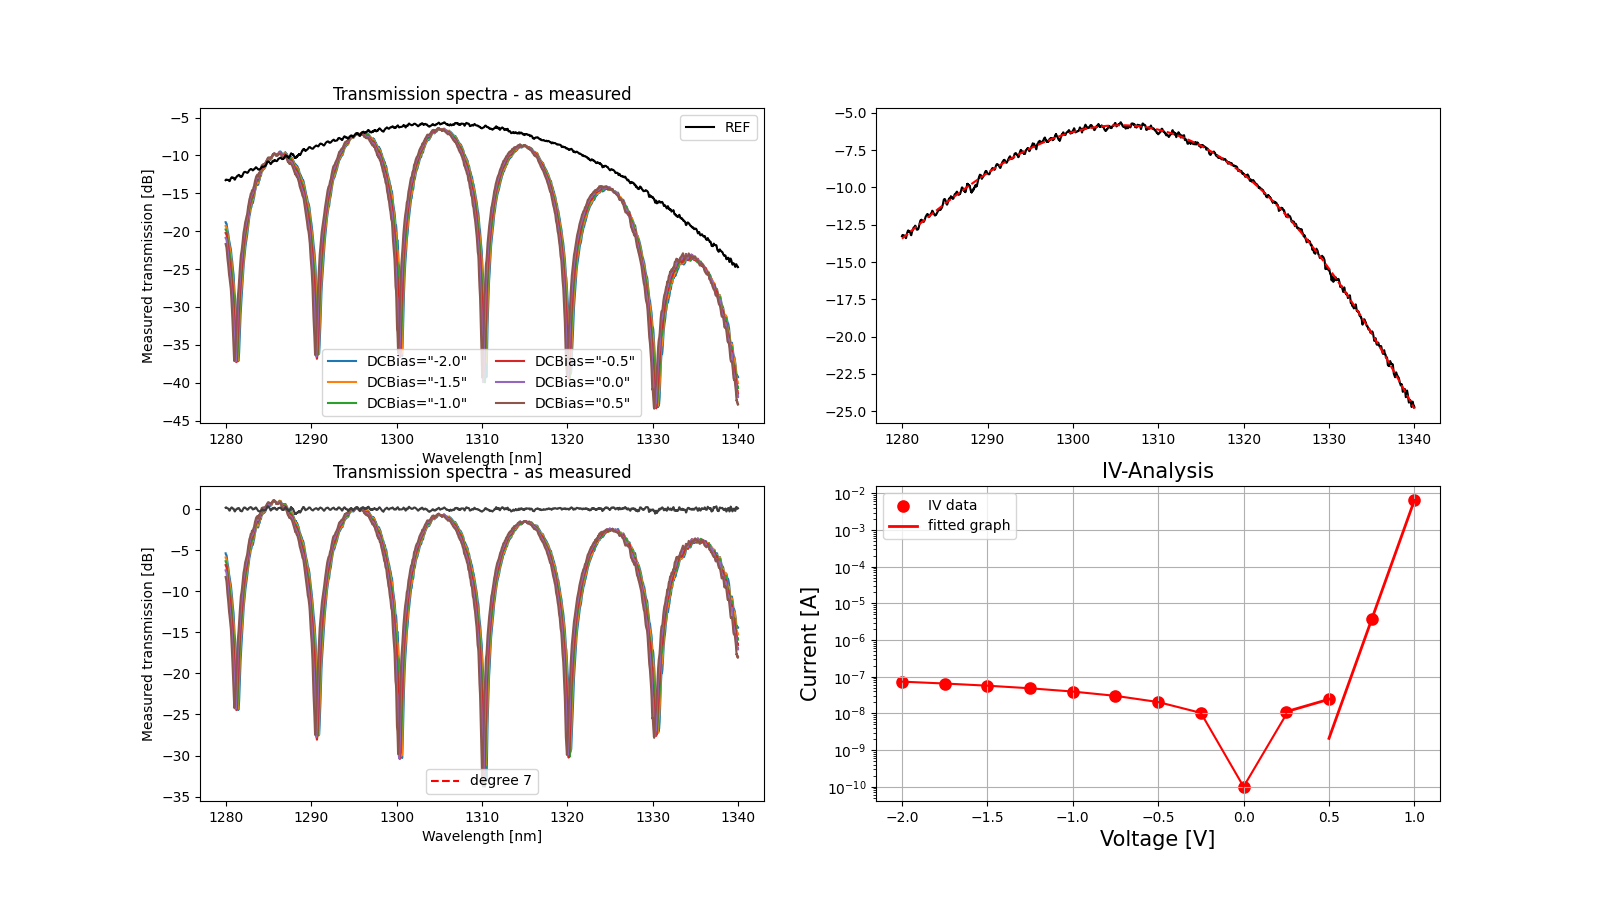 Transmission spectra - as measured
Measured transmission [dB]
−5
−10
−15
−20
−25
−30
−35
−40
−45
REF
DCBias="-2.0"
DCBias="-1.5"
DCBias="-1.0"
DCBias="-0.5"
DCBias="0.0"
DCBias="0.5"
1280 1290 1300 1310 1320 1330 1340
Wavelength [nm]
−5.0
−7.5
−10.0
−12.5
−15.0
−17.5
−20.0
−22.5
−25.0
1280 1290 1300 1310 1320 1330 1340
Transmission spectra - as measured
Measured transmission [dB]
0
−5
−10
−15
−20
−25
−30
−35
degree 7
1280 1290 1300 1310 1320 1330 1340
Wavelength [nm]
IV-Analysis
Current [A]
10⁻²
10⁻³
10⁻⁴
10⁻⁵
10⁻⁶
10⁻⁷
10⁻⁸
10⁻⁹
10⁻¹⁰
IV data
fitted graph
−2.0 −1.5 −1.0 −0.5 0.0 0.5 1.0
Voltage [V]